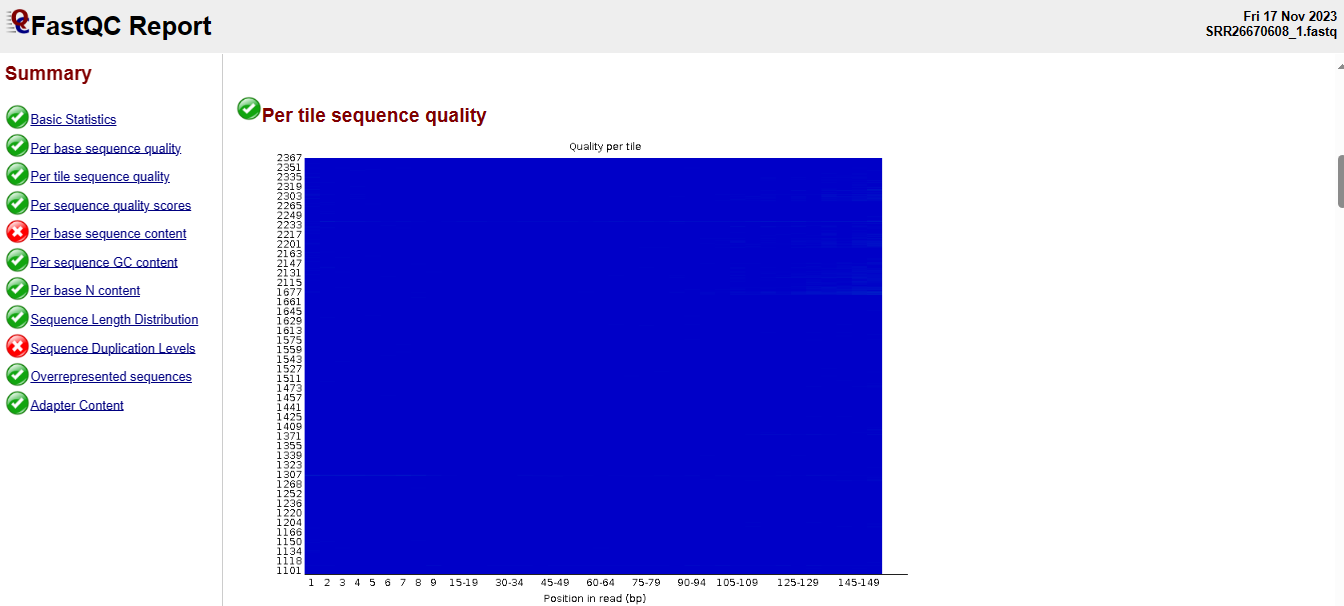 FastQC Report
Fri 17 Nov 2023
SRR26670608_1.fastq
Summary
Basic Statistics
Per base sequence quality
Per tile sequence quality
Per sequence quality scores
Per base sequence content
Per sequence GC content
Per base N content
Sequence Length Distribution
Sequence Duplication Levels
Overrepresented sequences
Adapter Content
Per tile sequence quality
Quality per tile
2367
2351
2335
2319
2303
2265
2249
2233
2217
2201
2163
2147
2131
2115
1677
1661
1645
1629
1613
1575
1559
1543
1527
1511
1473
1457
1441
1425
1409
1371
1355
1339
1323
1307
1268
1252
1236
1220
1204
1166
1150
1134
1118
1101
1 2 3 4 5 6 7 8 9 15-19 30-34 45-49 60-64 75-79 90-94 105-109 125-129 145-149
Position in read (bp)